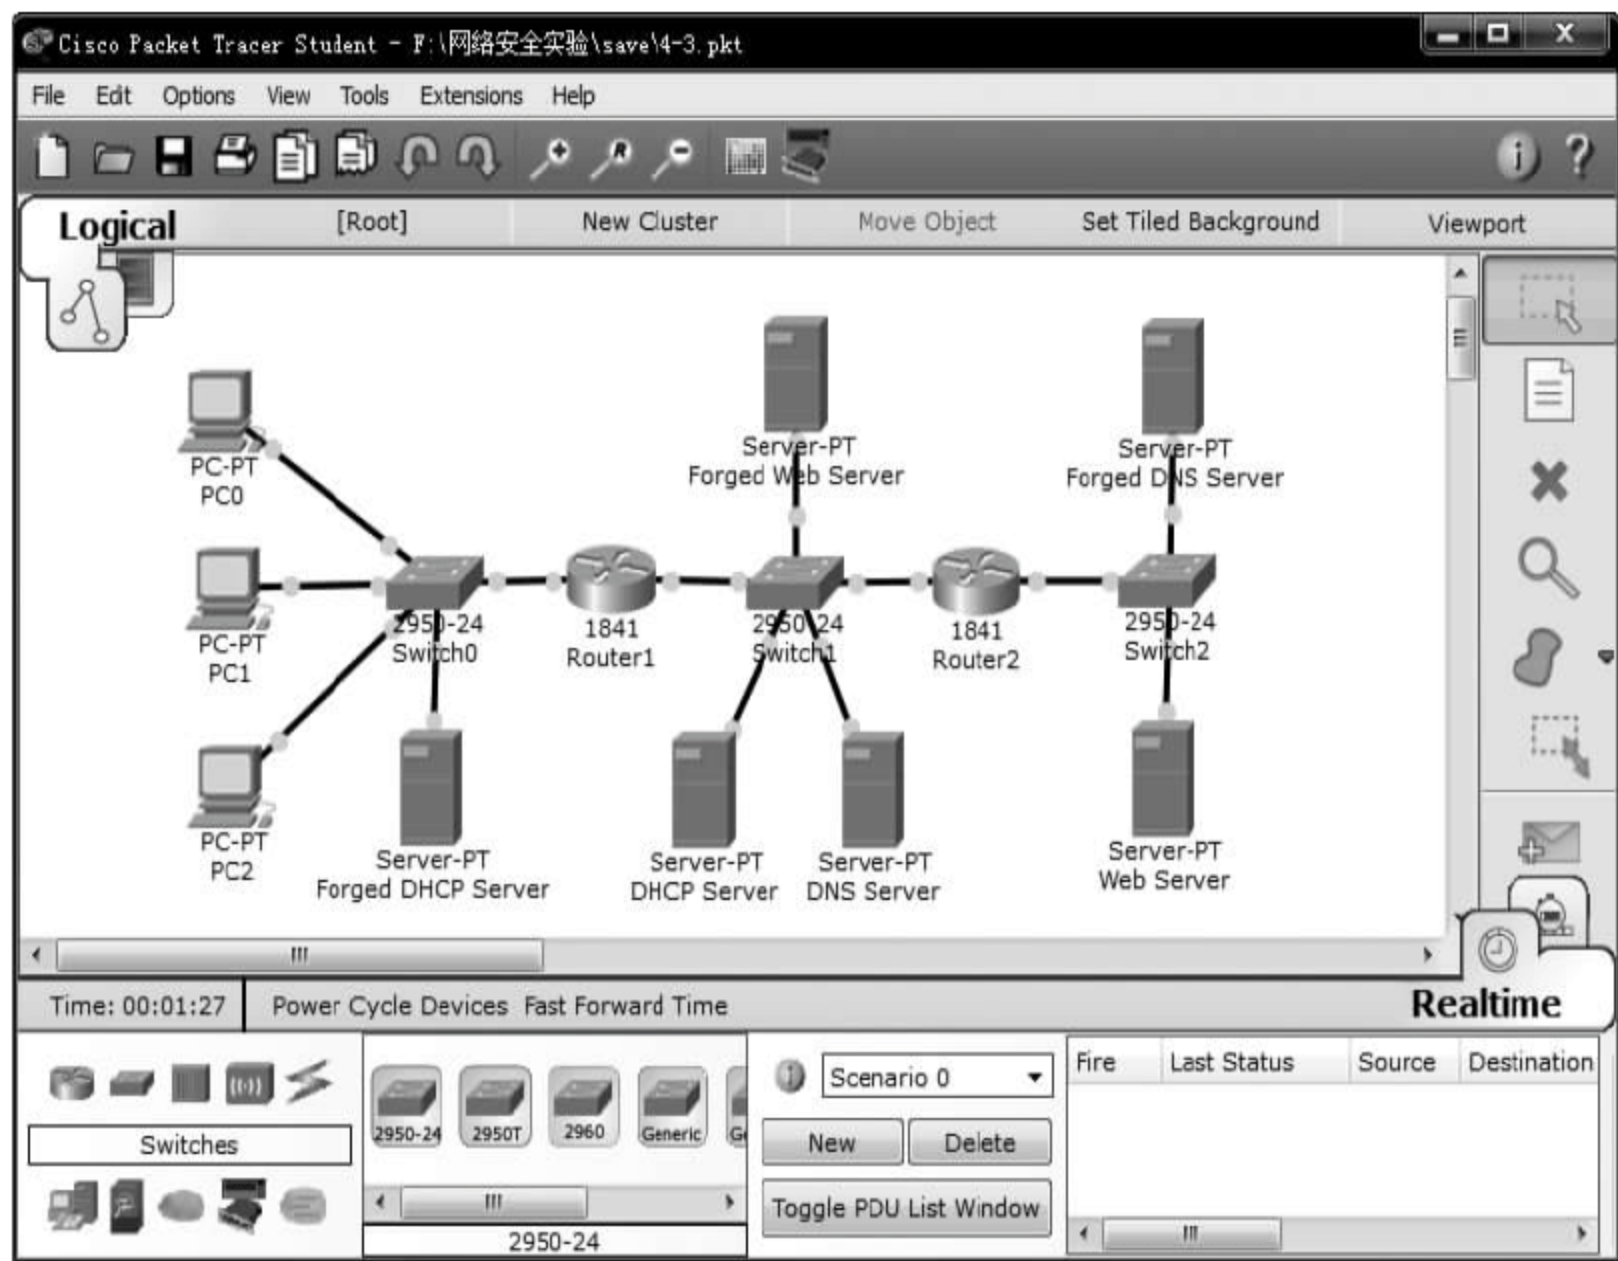 Cisco Packet Tracer Student - F:\网络安全实验\save\4-3.pkt
File Edit Options View Tools Extensions Help
Logical [Root] New Cluster Move Object Set Tiled Background Viewport
PC-PT
PC0
Server-PT
Forged Web Server
Server-PT
Forged DNS Server
PC-PT
PC1
2950-24
Switch0
1841
Router1
2950-24
Switch1
1841
Router2
2950-24
Switch2
PC-PT
PC2
Server-PT
Forged DHCP Server
Server-PT
DHCP Server
Server-PT
DNS Server
Server-PT
Web Server
Time: 00:01:27 Power Cycle Devices Fast Forward Time Realtime
Switches
2950-24 2950T 2960 Generic
2950-24
Scenario 0
New Delete
Toggle PDU List Window
Fire Last Status Source Destination